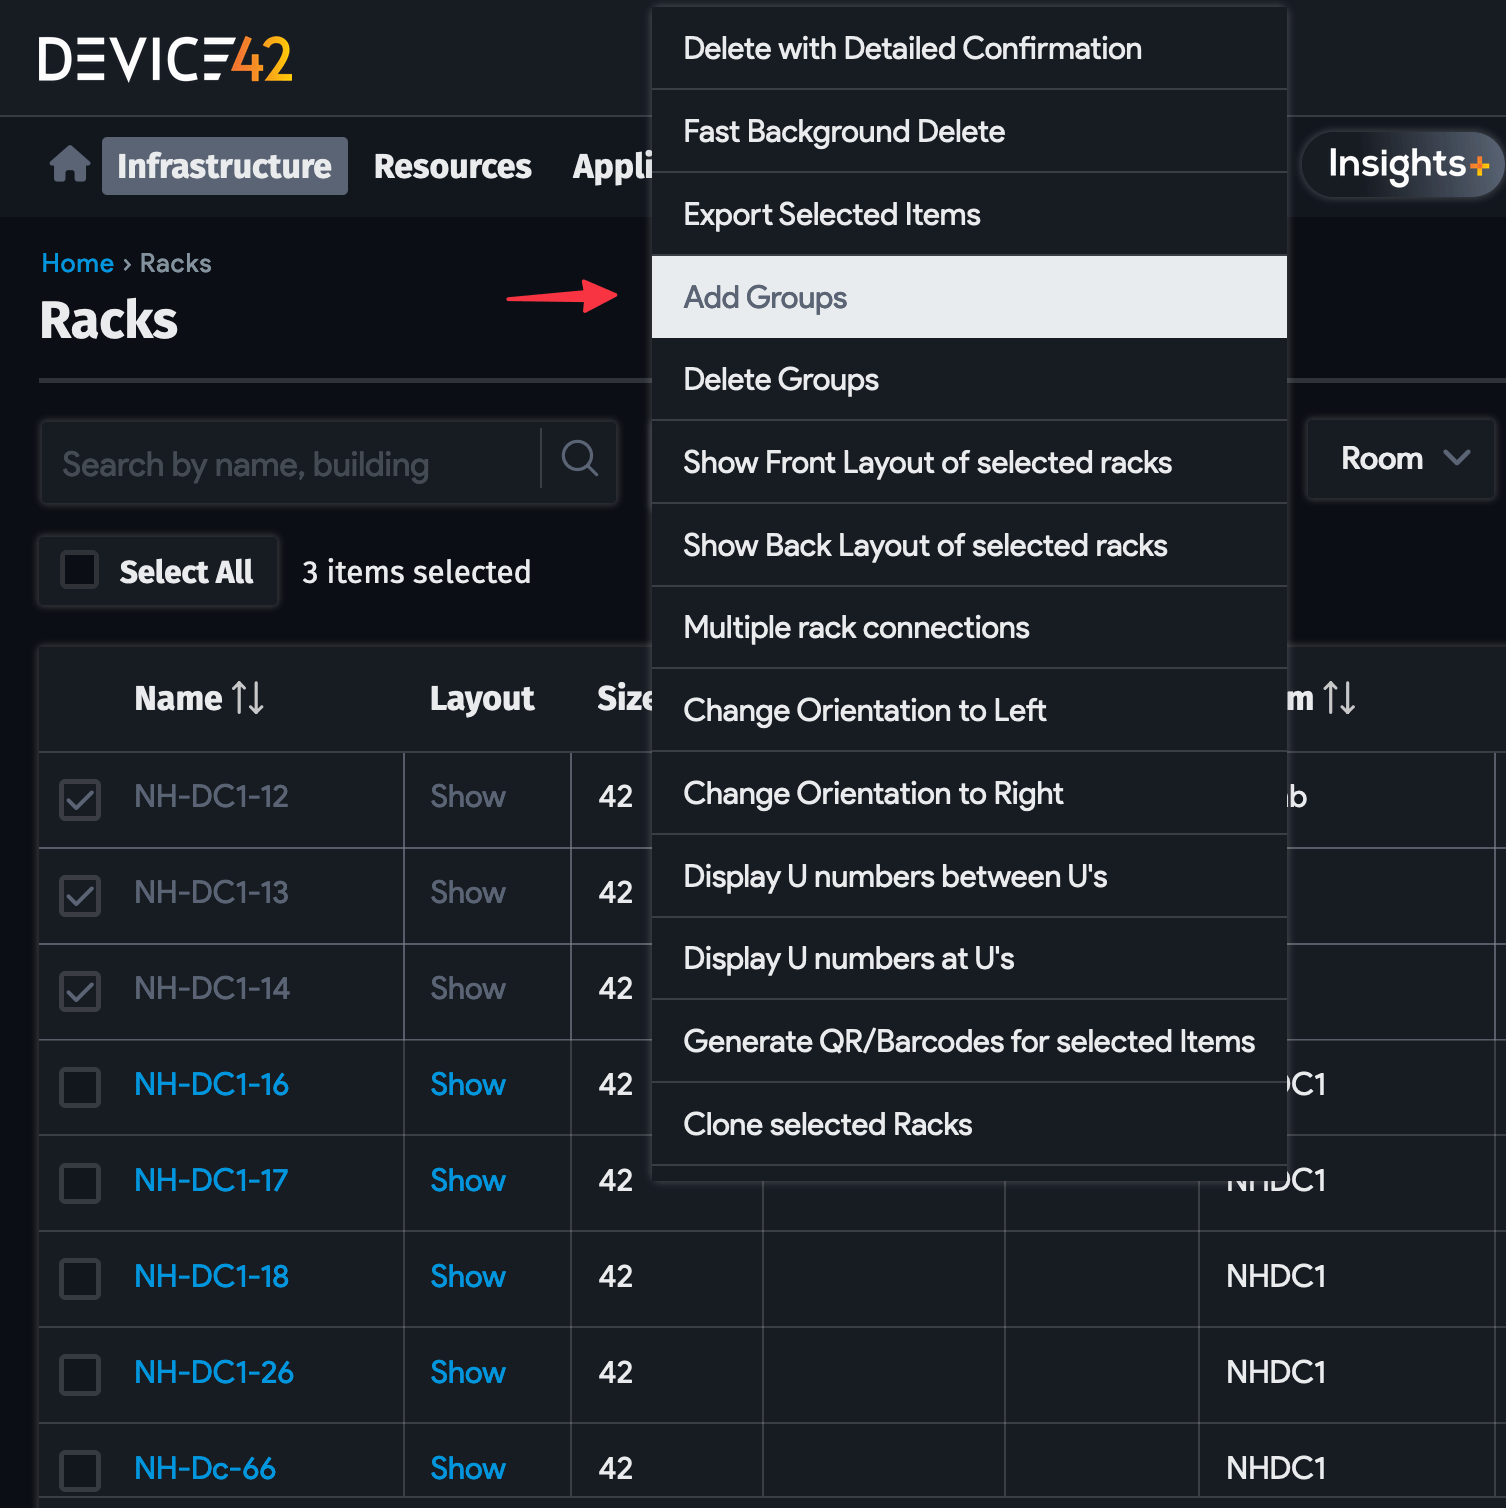 DEVICE42
Delete with Detailed Confirmation
Fast Background Delete
Export Selected Items
Add Groups
Delete Groups
Show Front Layout of selected racks
Show Back Layout of selected racks
Multiple rack connections
Change Orientation to Left
Change Orientation to Right
Display U numbers between U's
Display U numbers at U's
Generate QR/Barcodes for selected Items
Clone selected Racks
Infrastructure Resources Appli
Insights+
Home › Racks
Racks
Search by name, building
Room
Select All 3 items selected
Name Layout Size
NH-DC1-12 Show 42
NH-DC1-13 Show 42
NH-DC1-14 Show 42
NH-DC1-16 Show 42
NH-DC1-17 Show 42 NHDC1
NH-DC1-18 Show 42 NHDC1
NH-DC1-26 Show 42 NHDC1
NH-Dc-66 Show 42 NHDC1